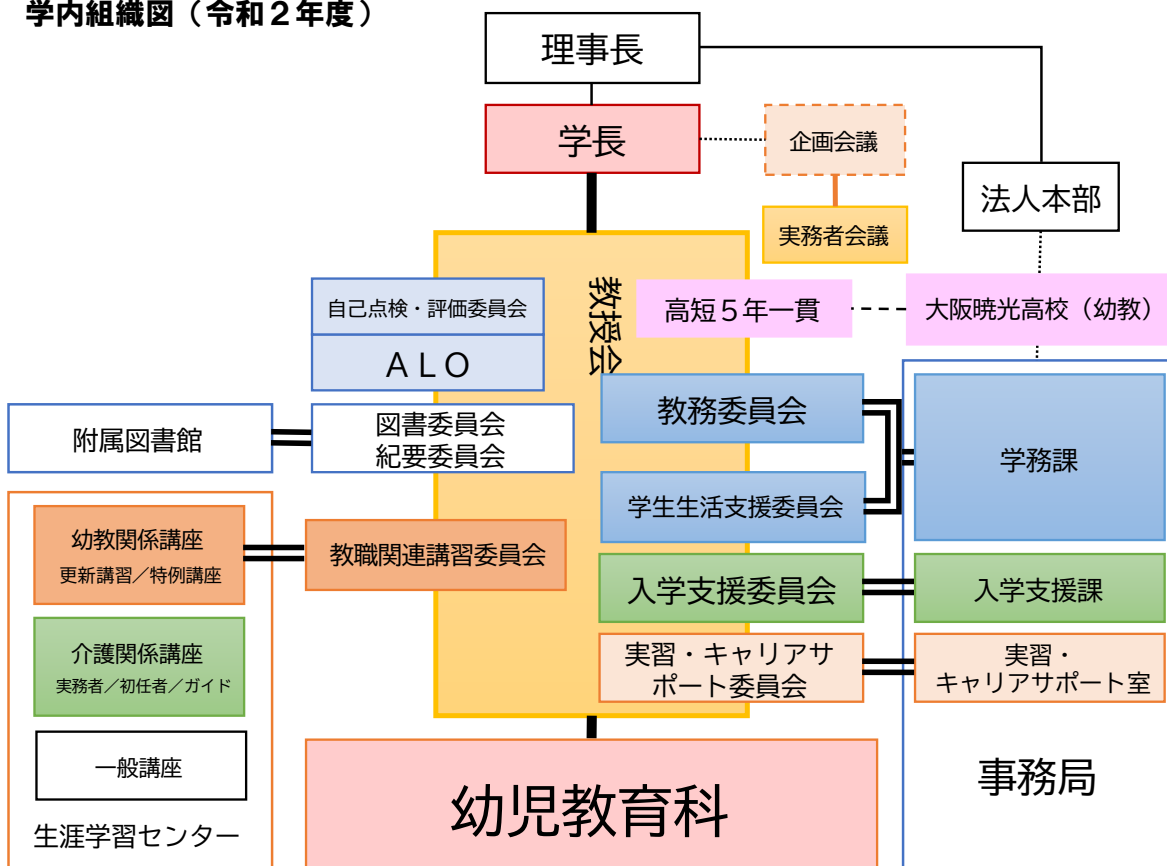 学内組織図（令和２年度）
理事長
学長
企画会議
実務者会議
法人本部
教授会
自己点検・評価委員会
ＡＬＯ
高短５年一貫
大阪暁光高校（幼教）
附属図書館
図書委員会
紀要委員会
教務委員会
学生生活支援委員会
学務課
幼教関係講座
更新講習／特例講座
教職関連講習委員会
入学支援委員会
入学支援課
介護関係講座
実務者／初任者／ガイド
実習・キャリアサ
ポート委員会
実習・
キャリアサポート室
一般講座
生涯学習センター
幼児教育科
事務局